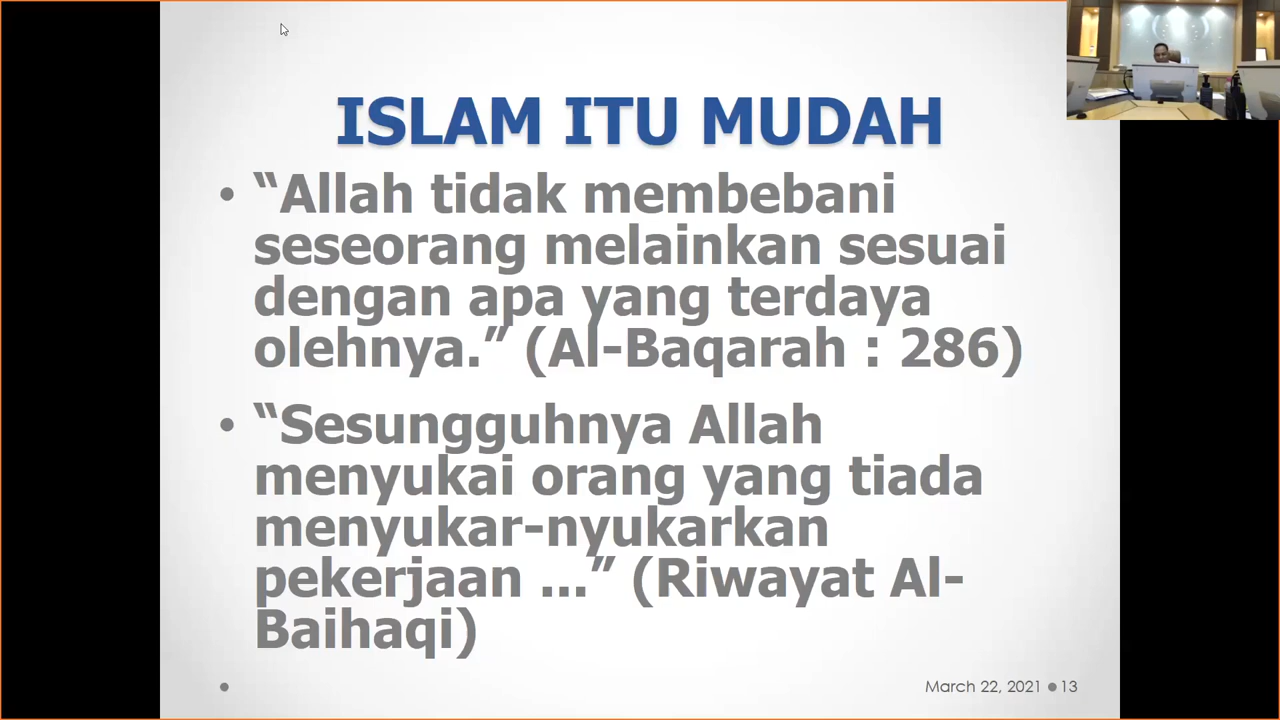 ISLAM ITU MUDAH
• “Allah tidak membebani
seseorang melainkan sesuai
dengan apa yang terdaya
olehnya.” (Al-Baqarah : 286)
• “Sesungguhnya Allah
menyukai orang yang tiada
menyukar-nyukarkan
pekerjaan ...” (Riwayat Al-
Baihaqi)
March 22, 2021 • 13